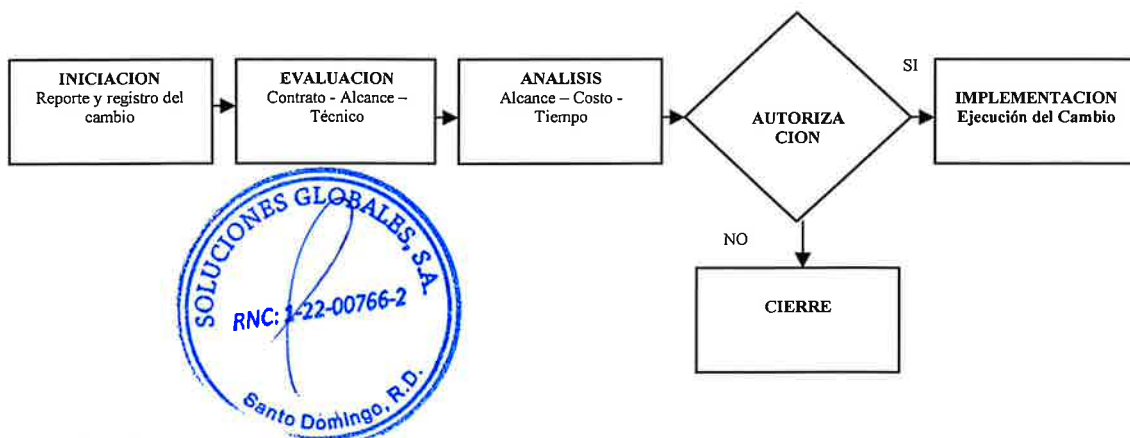 INICIACION
Reporte y registro del
cambio
EVALUACION
Contrato - Alcance –
Técnico
ANALISIS
Alcance – Costo -
Tiempo
AUTORIZA
CION
SI
IMPLEMENTACION
Ejecución del Cambio
NO
CIERRE
SOLUCIONES GLOBALES, S.A.
RNC: 1-22-00766-2
Santo Domingo, R.D.